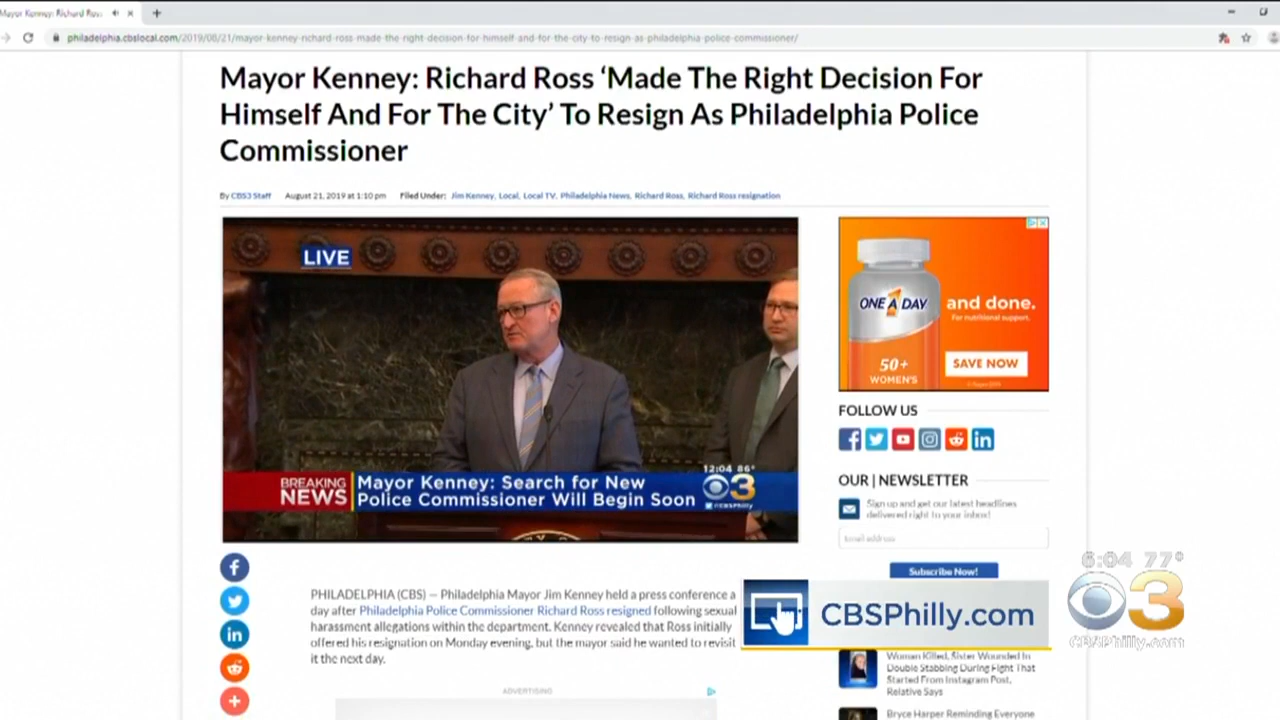 Mayor Kenney: Richard Ross
philadelphia.cbslocal.com/2019/08/21/mayor-kenney-richard-ross-made-the-right-decision-for-himself-and-for-the-city-to-resign-as-philadelphia-police-commissioner/
Mayor Kenney: Richard Ross ‘Made The Right Decision For
Himself And For The City’ To Resign As Philadelphia Police
Commissioner
By CBS3 Staff August 21, 2019 at 1:10 pm Filed Under: Jim Kenney, Local, Local TV, Philadelphia News, Richard Ross, Richard Ross resignation
LIVE
BREAKING
NEWS
Mayor Kenney: Search for New
Police Commissioner Will Begin Soon
12:04 86°
3
@CBSPhilly
PHILADELPHIA (CBS) — Philadelphia Mayor Jim Kenney held a press conference a
day after Philadelphia Police Commissioner Richard Ross resigned following sexual
harassment allegations within the department. Kenney revealed that Ross initially
offered his resignation on Monday evening, but the mayor said he wanted to revisit
it the next day.
ADVERTISING
ONE A DAY
1
50+
WOMEN'S
and done.
For nutritional support.
SAVE NOW
FOLLOW US
OUR | NEWSLETTER
Sign up and get our latest headlines
delivered right to your inbox!
Email address
Subscribe Now!
CBSPhilly.com
6:04 77°
3
CBSPhilly.com
Woman Killed, Sister Wounded In
Double Stabbing During Fight That
Started From Instagram Post,
Relative Says
Bryce Harper Reminding Everyone